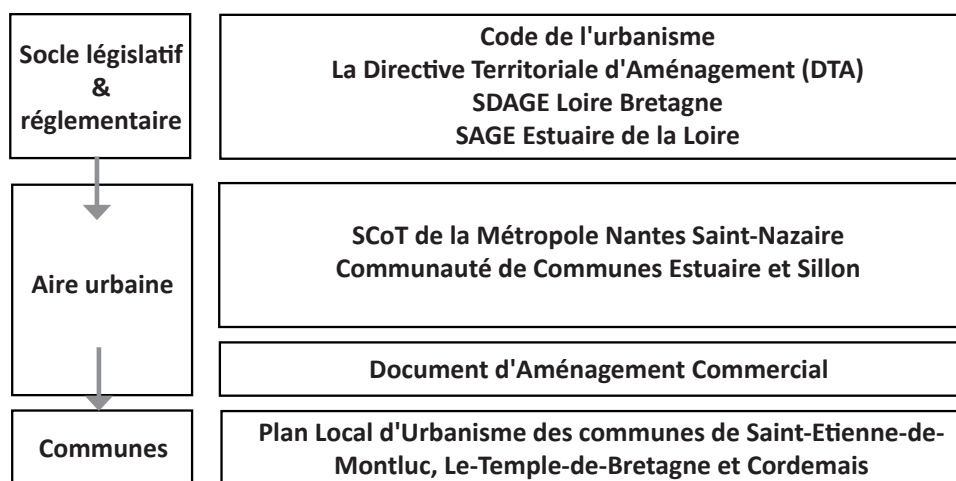 Socle législatif
&
réglementaire
Code de l'urbanisme
La Directive Territoriale d'Aménagement (DTA)
SDAGE Loire Bretagne
SAGE Estuaire de la Loire
Aire urbaine
SCoT de la Métropole Nantes Saint-Nazaire
Communauté de Communes Estuaire et Sillon
Document d'Aménagement Commercial
Communes
Plan Local d'Urbanisme des communes de Saint-Etienne-de-
Montluc, Le-Temple-de-Bretagne et Cordemais